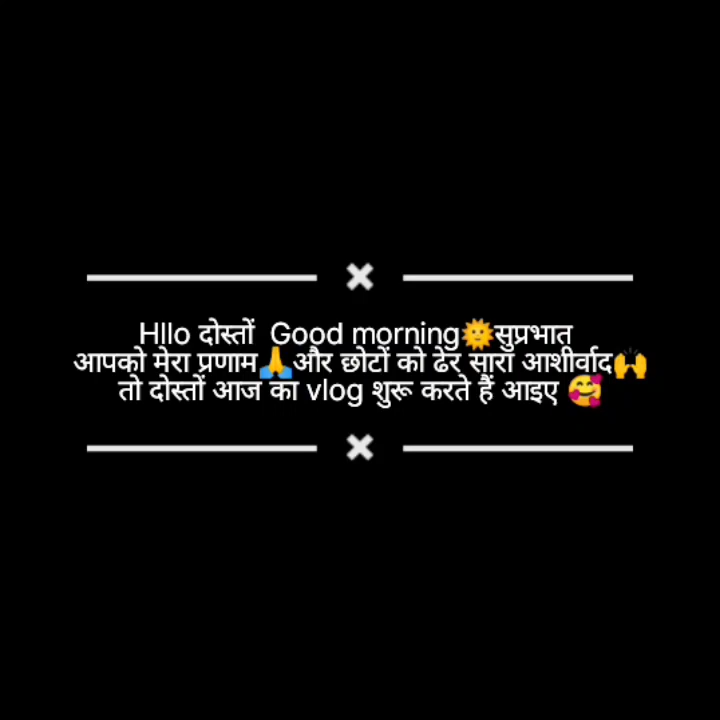 Hllo दोस्तों Good morning🌞सुप्रभात
आपको मेरा प्रणाम🙏और छोटों को ढेर सारा आशीर्वाद🙌
तो दोस्तों आज का vlog शुरू करते हैं आइए 🥰